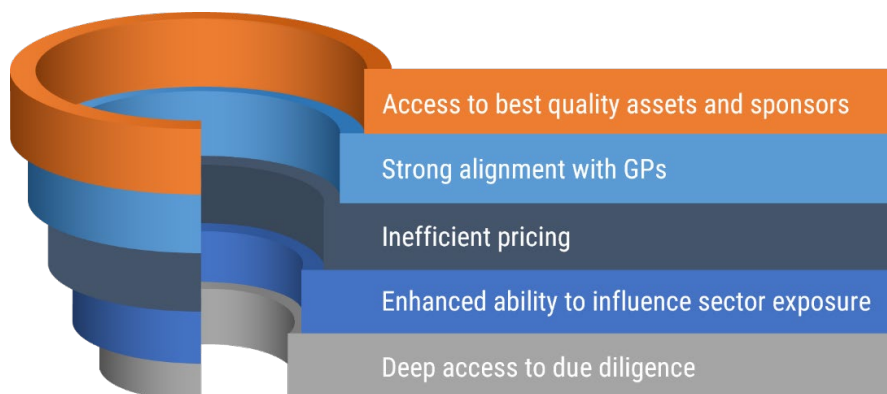 Access to best quality assets and sponsors
Strong alignment with GPs
Inefficient pricing
Enhanced ability to influence sector exposure
Deep access to due diligence